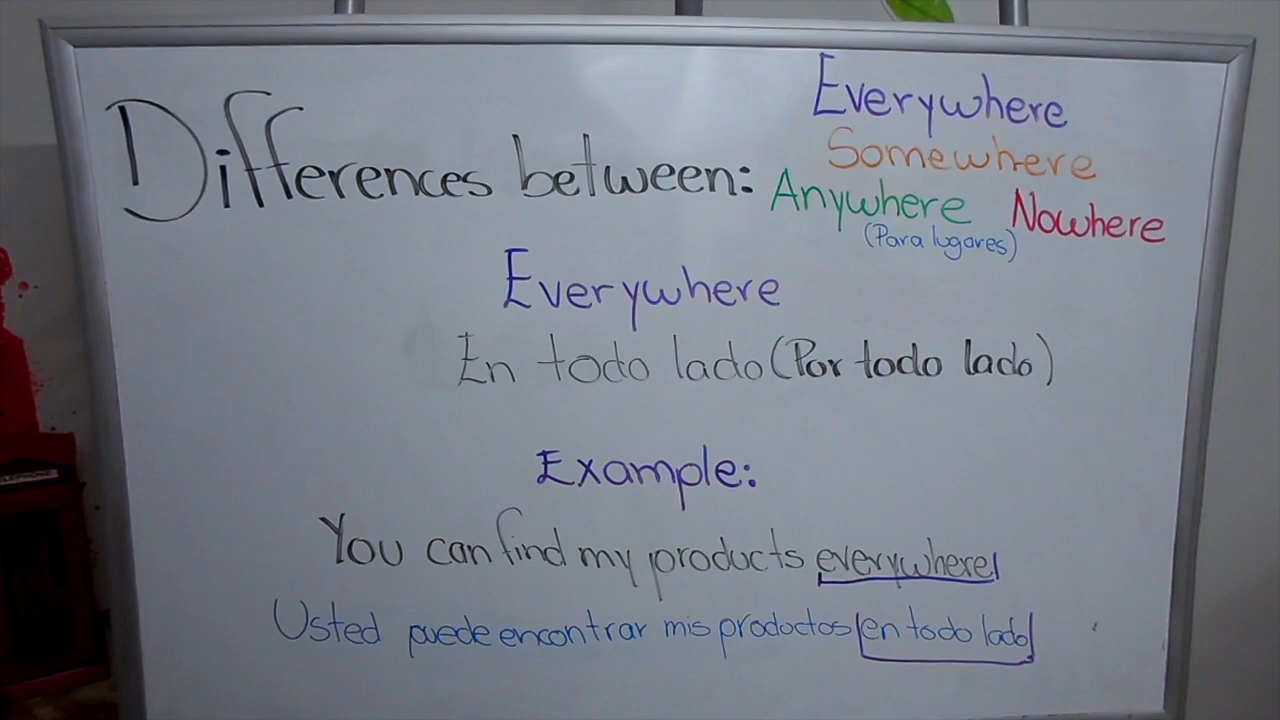 Everywhere
Somewhere
Differences between: Anywhere Nowhere
(Para lugares)
Everywhere
En todo lado (Por todo lado)
Example:
You can find my products everywhere
Usted puede encontrar mis productos en todo lado